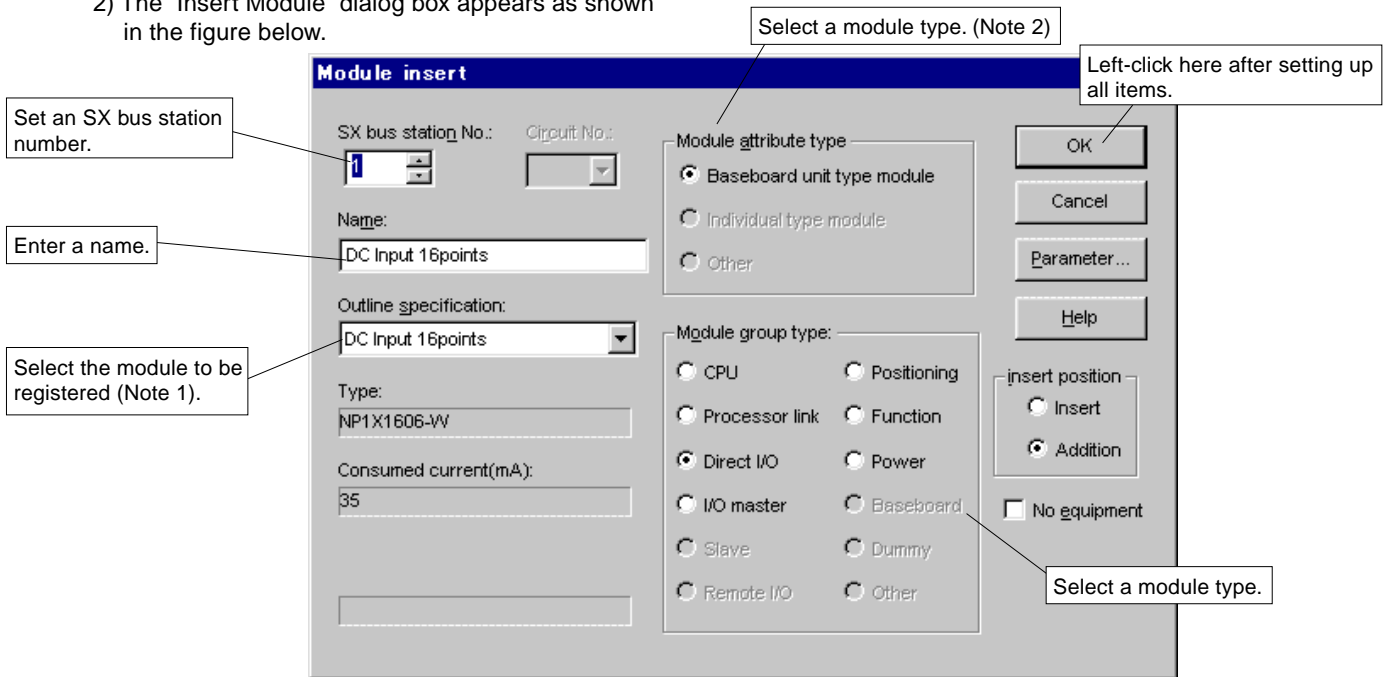 2) The "Insert Module" dialog box appears as shown
in the figure below.
Select a module type. (Note 2)
Left-click here after setting up
all items.
Set an SX bus station
number.
Enter a name.
Select the module to be
registered (Note 1).
Module insert
SX bus station No.:
Circuit No.:
1
Name:
DC Input 16points
Outline specification:
DC Input 16points
Type:
NP1X1606-W
Consumed current(mA):
35
Module attribute type
Baseboard unit type module
Individual type module
Other
Module group type:
CPU
Positioning
Processor link
Function
Direct I/O
Power
I/O master
Baseboard
Slave
Dummy
Remote I/O
Other
OK
Cancel
Parameter...
Help
insert position
Insert
Addition
No equipment
Select a module type.